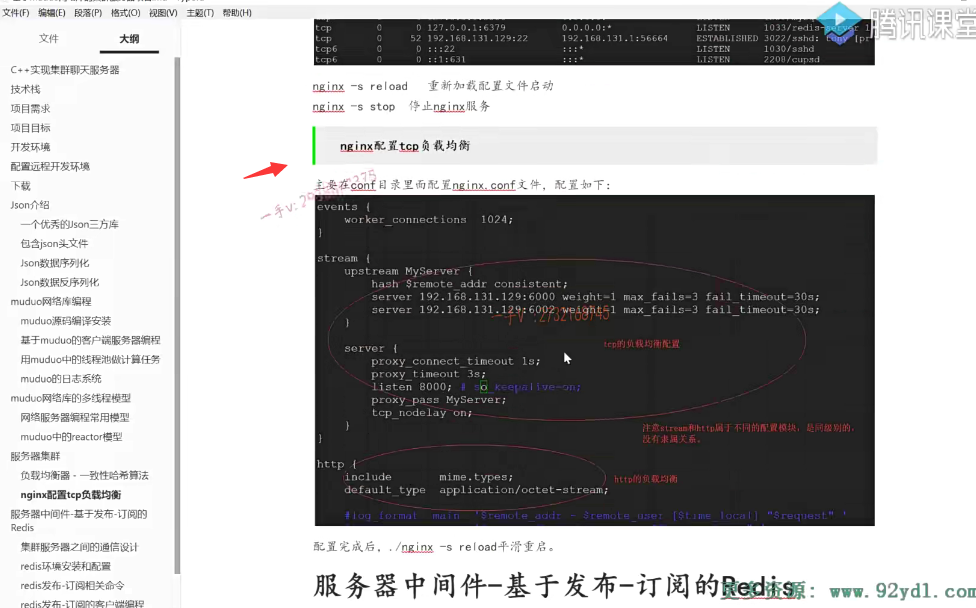 文件(F) 编辑(E) 段落(P) 格式(O) 视图(V) 主题(T) 帮助(H)
文件 大纲
C++实现集群聊天服务器
技术栈
项目需求
项目目标
开发环境
配置远程开发环境
下载
Json介绍
一个优秀的Json三方库
包含json头文件
Json数据序列化
Json数据反序列化
muduo网络库编程
muduo源码编译安装
基于muduo的客户端服务器编程
用muduo中的线程池做计算任务
muduo的日志系统
muduo网络库的多线程模型
网络服务器编程常用模型
muduo中的reactor模型
服务器集群
负载均衡器 - 一致性哈希算法
nginx配置tcp负载均衡
服务器中间件-基于发布-订阅的
Redis
集群服务器之间的通信设计
redis环境安装和配置
redis发布-订阅相关命令
redis发布-订阅的客户端编程
腾讯课堂
tcp 0 0 127.0.0.1:6379 0.0.0.0:* LISTEN 1033/redis-server 1
tcp 0 52 192.168.131.129:22 192.168.131.1:56664 ESTABLISHED 3022/sshd: tony [pr
tcp6 0 0 :::22 :::* LISTEN 1030/sshd
tcp6 0 0 ::1:631 :::* LISTEN 2200/cupsd
nginx -s reload 重新加载配置文件启动
nginx -s stop 停止nginx服务
nginx配置tcp负载均衡
主要在conf目录里面配置nginx.conf文件，配置如下：
events {
worker_connections 1024;
}
stream {
upstream MyServer {
hash $remote_addr consistent;
server 192.168.131.129:6000 weight=1 max_fails=3 fail_timeout=30s;
server 192.168.131.129:6002 weight=1 max_fails=3 fail_timeout=30s;
}
一手V:2732108745
tcp的负载均衡配置
server {
proxy_connect_timeout 1s;
proxy_timeout 3s;
listen 8000; # so_keepalive=on;
proxy_pass MyServer;
tcp_nodelay on;
}
}
注意stream和http属于不同的配置模块，是同级别的，
没有隶属关系。
http {
include mime.types;
default_type application/octet-stream;
http的负载均衡
#log_format main '$remote_addr - $remote_user [$time_local] "$request" '
配置完成后，./nginx -s reload平滑重启。
服务器中间件-基于发布-订阅的Redis
更多资源：www.92yd1.com